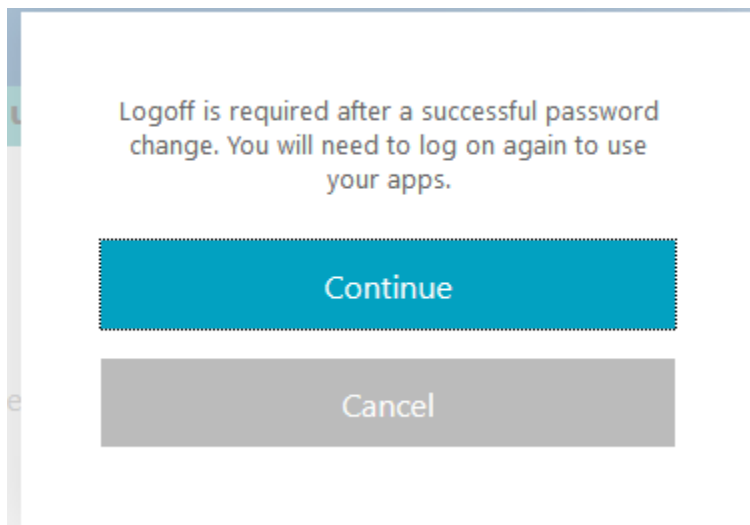 Logoff is required after a successful password
change. You will need to log on again to use
your apps.
Continue
Cancel